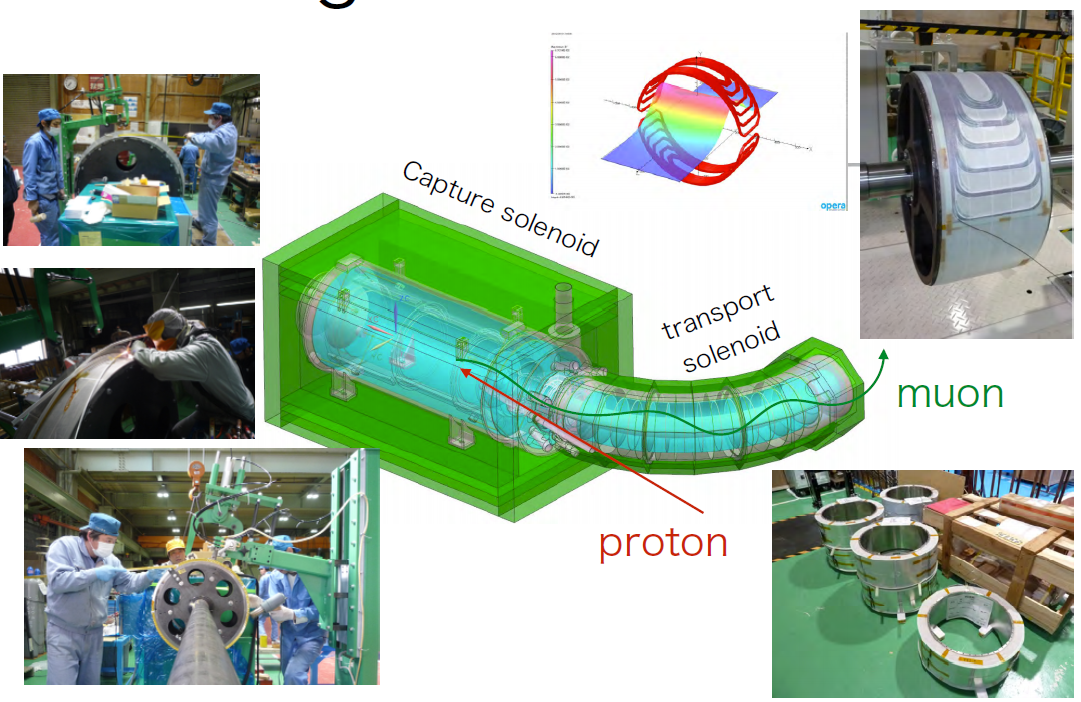 Capture solenoid
transport
solenoid
muon
proton
opera